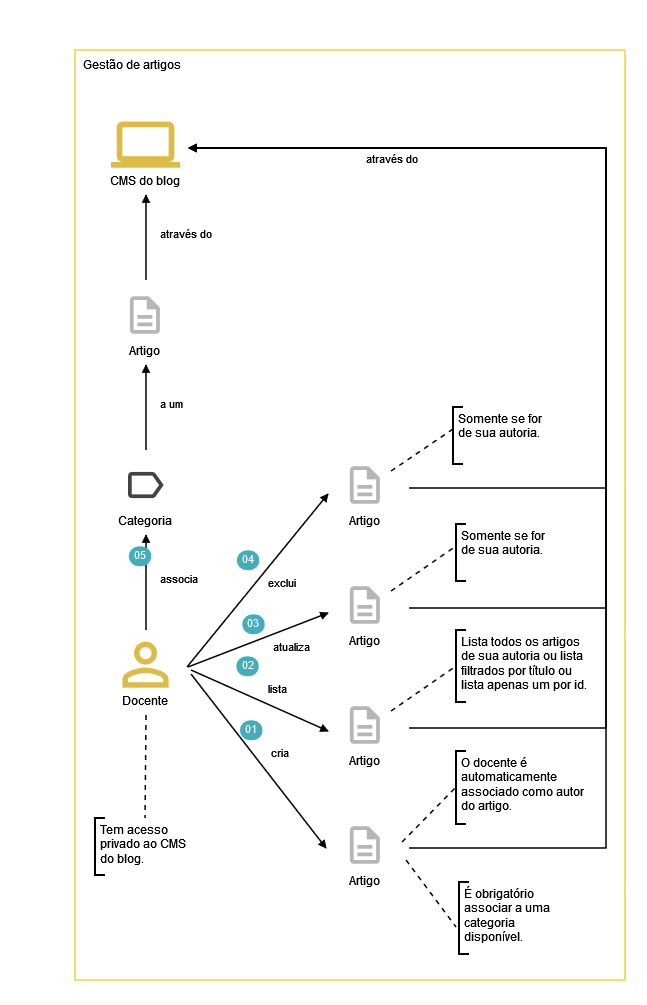 Gestão de artigos
através do
CMS do blog
através do
Artigo
a um
Somente se for
de sua autoria.
Categoria
Artigo
05
associa
04
exclui
Somente se for
de sua autoria.
03
Artigo
atualiza
02
lista
Lista todos os artigos
de sua autoria ou lista
filtrados por título ou
lista apenas um por id.
Docente
01
cria
Artigo
O docente é
automaticamente
associado como autor
do artigo.
Tem acesso
privado ao CMS
do blog.
Artigo
É obrigatório
associar a uma
categoria
disponível.